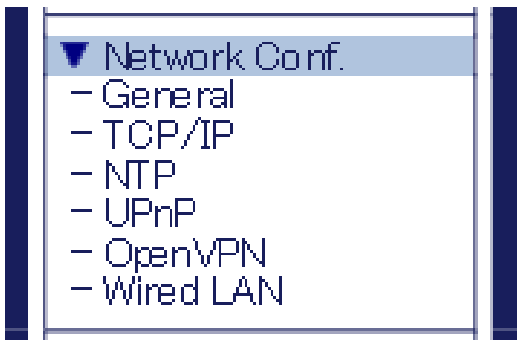 ▼ Network Conf.
– General
– TCP/IP
– NTP
– UPnP
– OpenVPN
– Wired LAN